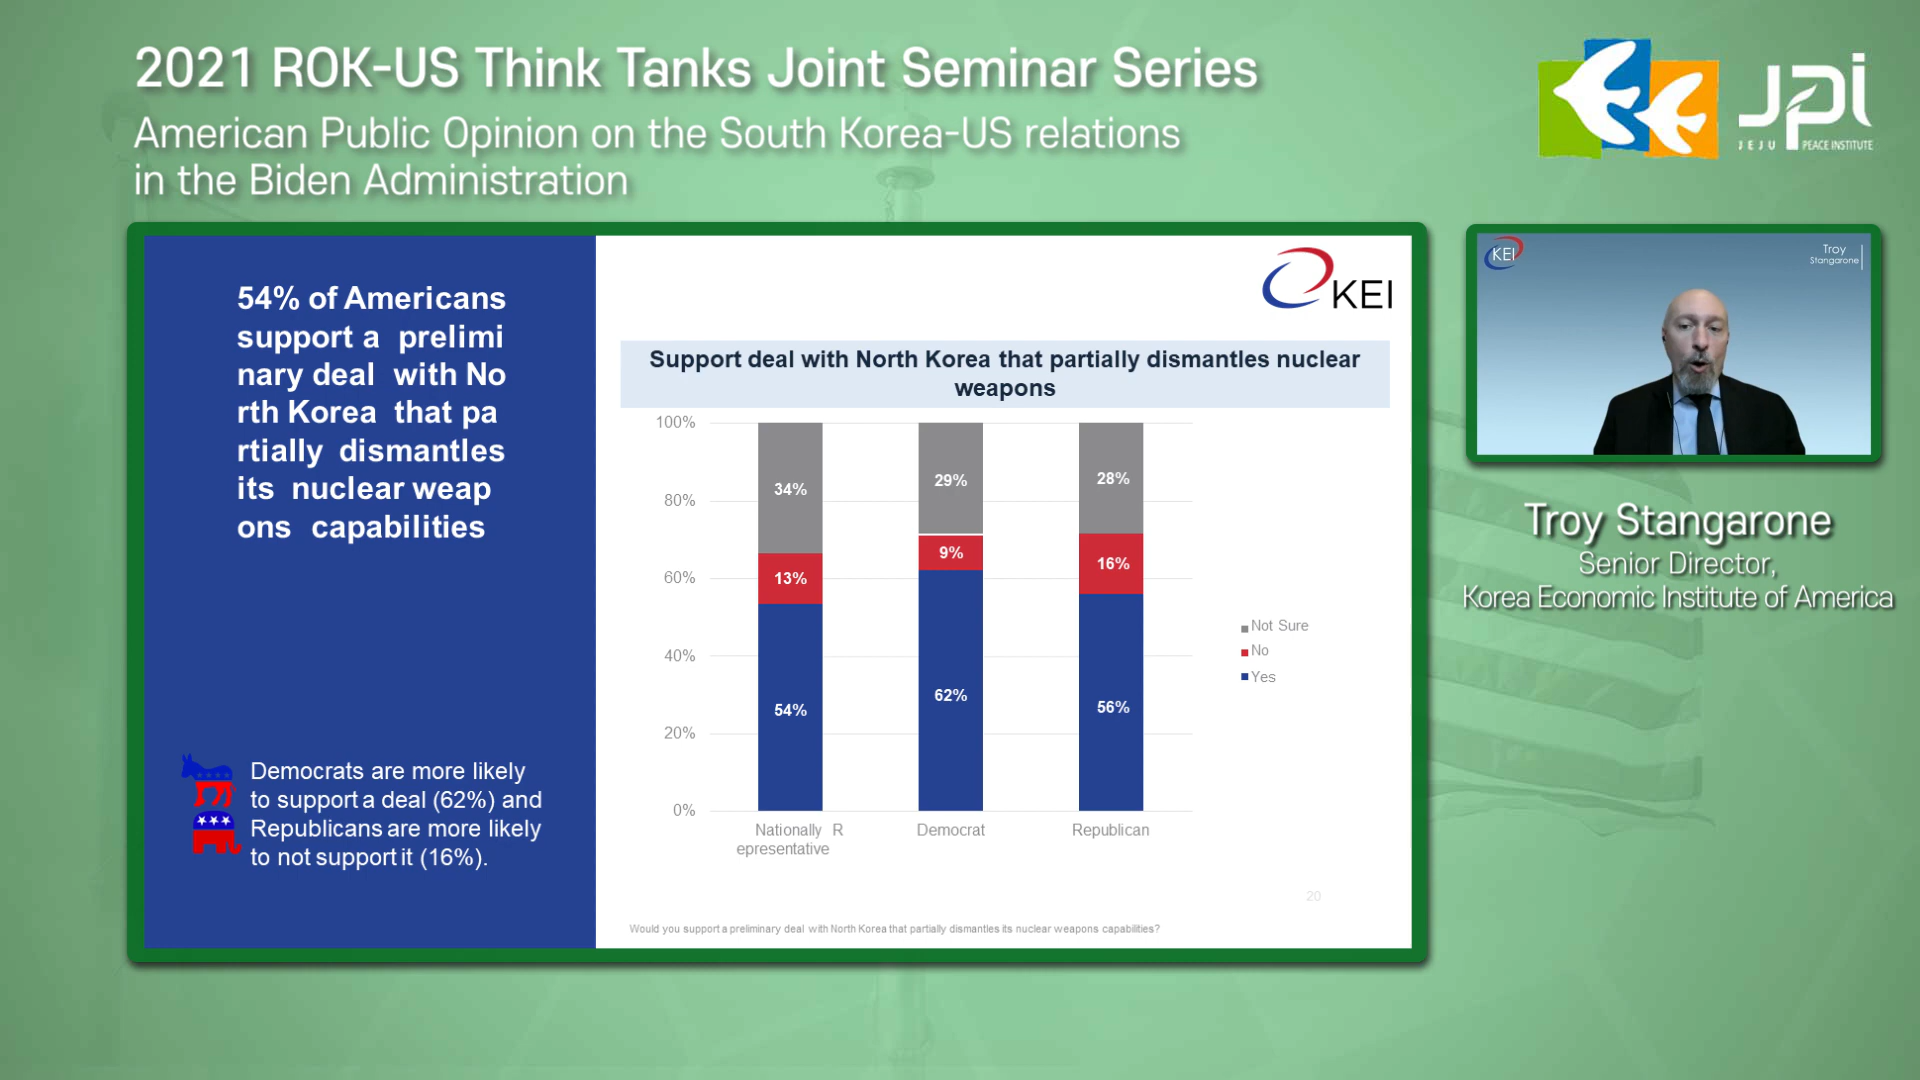 2021 ROK-US Think Tanks Joint Seminar Series
American Public Opinion on the South Korea-US relations
in the Biden Administration
JPI
JEJU PEACE INSTITUTE
54% of Americans
support a prelimi
nary deal with No
rth Korea that pa
rtially dismantles
its nuclear weap
ons capabilities
Democrats are more likely
to support a deal (62%) and
Republicans are more likely
to not support it (16%).
KEI
Support deal with North Korea that partially dismantles nuclear
weapons
100%
80%
60%
40%
20%
0%
34%
13%
54%
29%
9%
62%
28%
16%
56%
Nationally R
epresentative
Democrat
Republican
Not Sure
No
Yes
20
Would you support a preliminary deal with North Korea that partially dismantles its nuclear weapons capabilities?
KEI
Troy
Stangarone
Troy Stangarone
Senior Director,
Korea Economic Institute of America